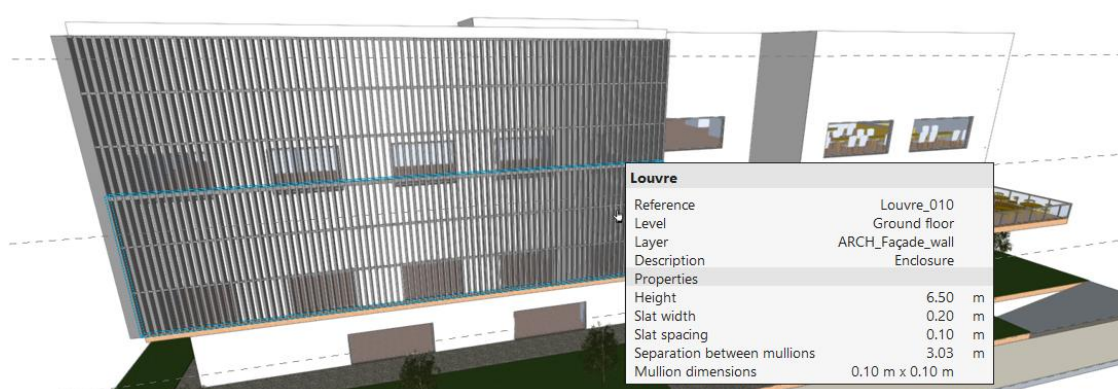 Louvre
Reference Louvre_010
Level Ground floor
Layer ARCH_Façade_wall
Description Enclosure
Properties
Height 6.50 m
Slat width 0.20 m
Slat spacing 0.10 m
Separation between mullions 3.03 m
Mullion dimensions 0.10 m x 0.10 m